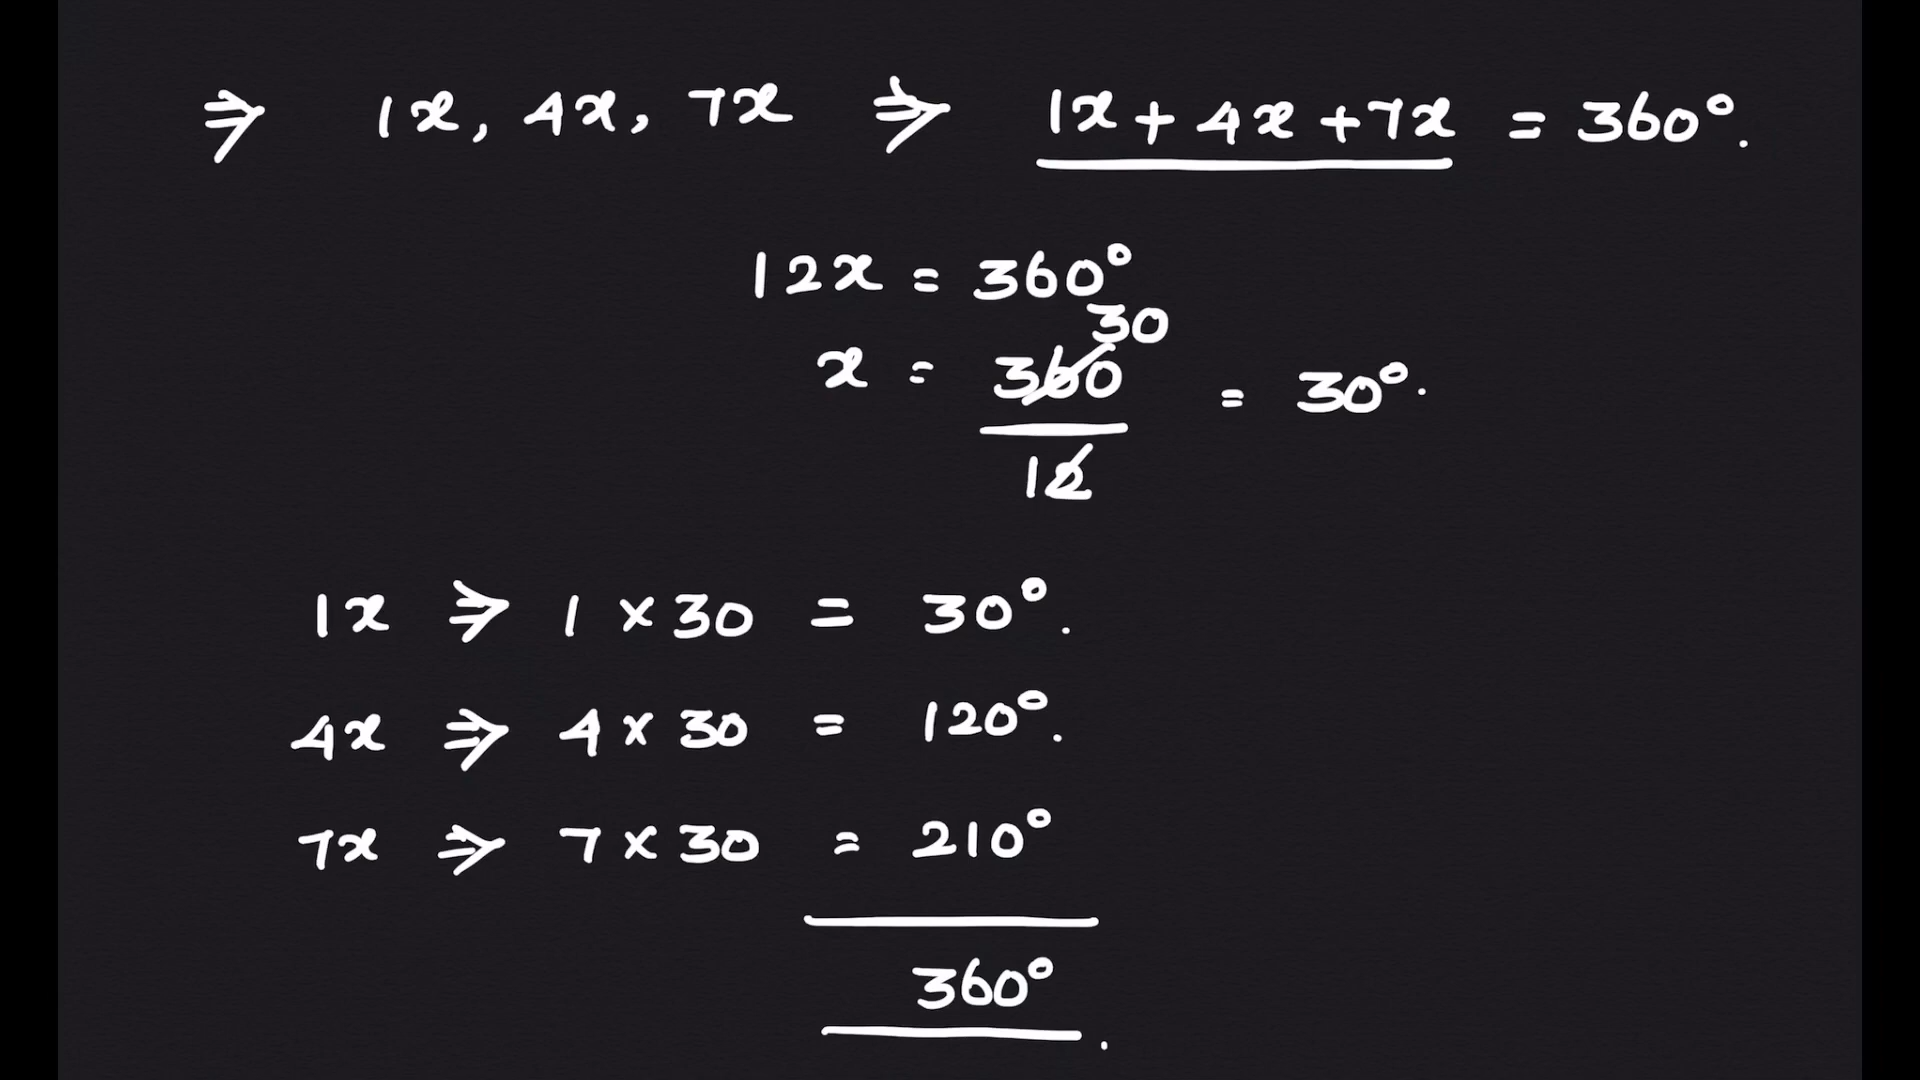 ⇒ 1x, 4x, 7x ⇒ 1x + 4x + 7x = 360°.
12x = 360°
30
x = 360 = 30°.
12
1x ⇒ 1 × 30 = 30°.
4x ⇒ 4 × 30 = 120°.
7x ⇒ 7 × 30 = 210°
360°.